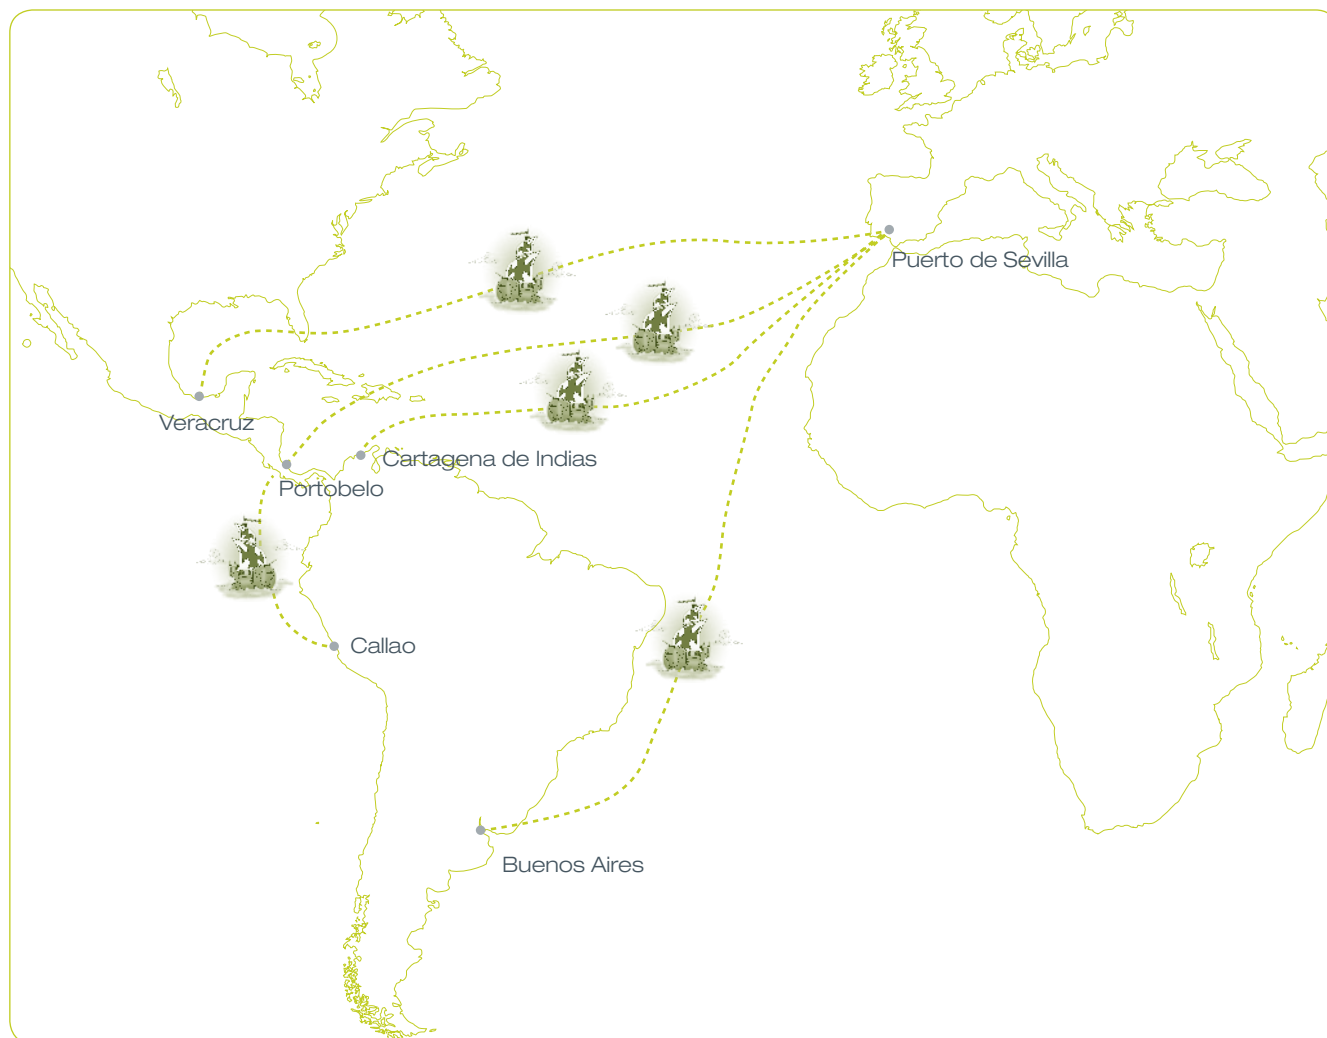 Puerto de Sevilla
Veracruz
Cartagena de Indias
Portobelo
Callao
Buenos Aires